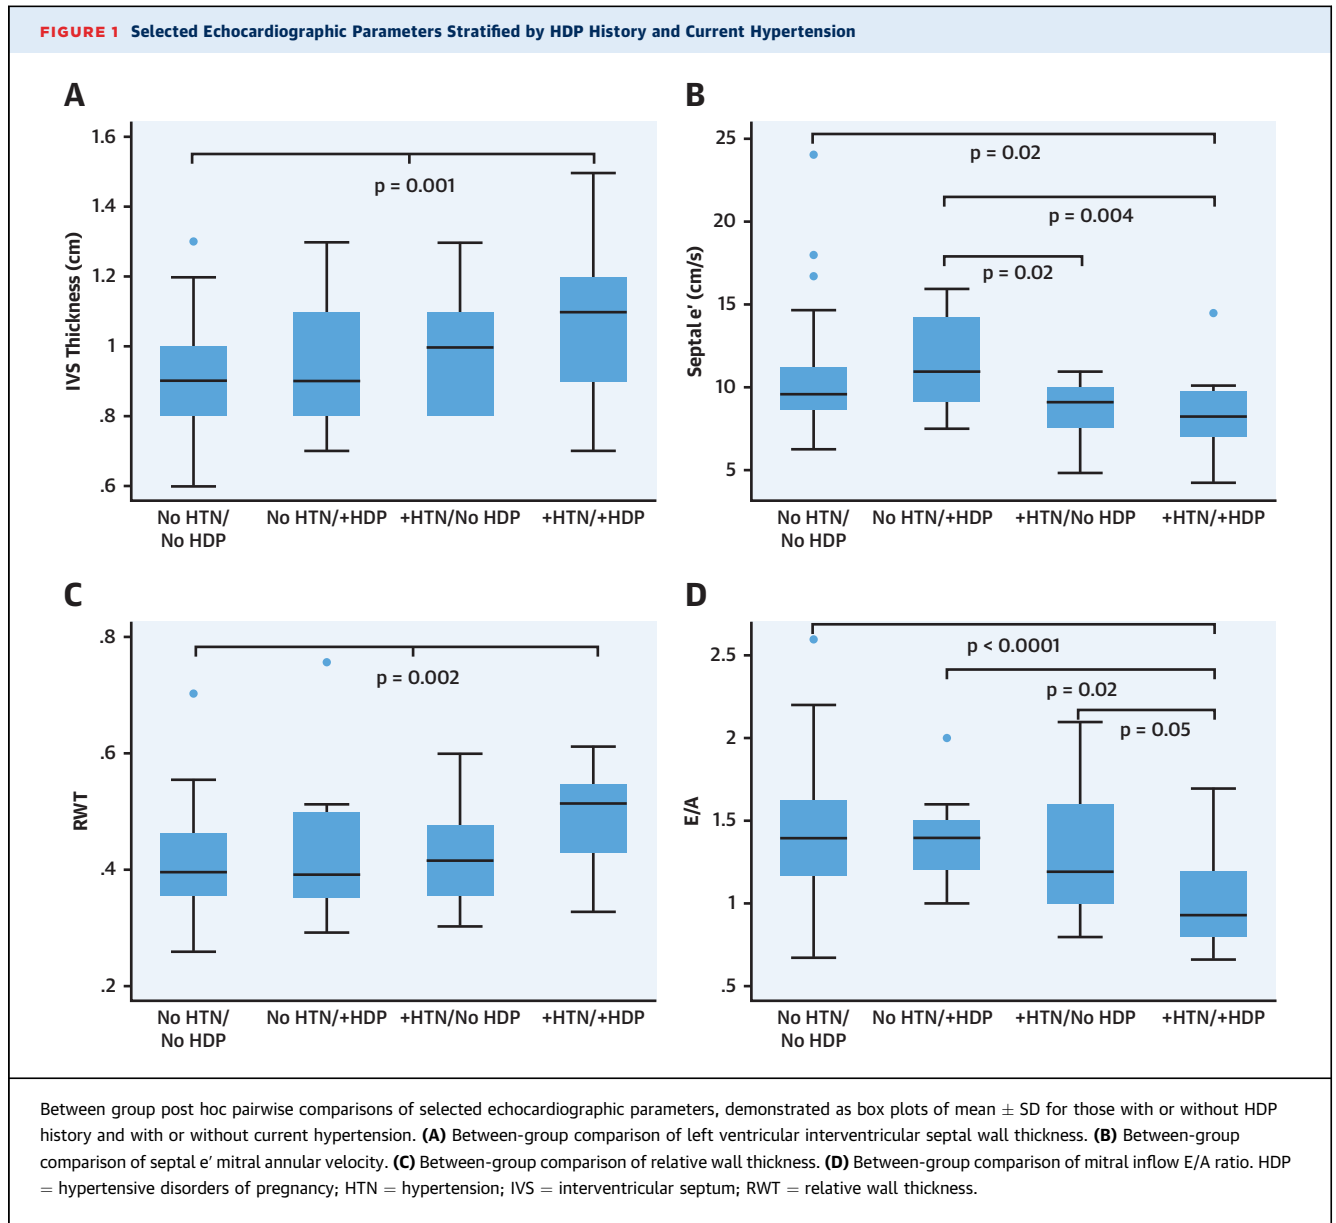 FIGURE 1 Selected Echocardiographic Parameters Stratified by HDP History and Current Hypertension
A
IVS Thickness (cm)
1.6
1.4
1.2
1
.8
.6
p = 0.001
No HTN/
No HDP
No HTN/+HDP
+HTN/No HDP
+HTN/+HDP
B
Septal e′ (cm/s)
25
20
15
10
5
p = 0.02
p = 0.004
p = 0.02
No HTN/
No HDP
No HTN/+HDP
+HTN/No HDP
+HTN/+HDP
C
RWT
.8
.6
.4
.2
p = 0.002
No HTN/
No HDP
No HTN/+HDP
+HTN/No HDP
+HTN/+HDP
D
E/A
2.5
2
1.5
1
.5
p < 0.0001
p = 0.02
p = 0.05
No HTN/
No HDP
No HTN/+HDP
+HTN/No HDP
+HTN/+HDP
Between group post hoc pairwise comparisons of selected echocardiographic parameters, demonstrated as box plots of mean ± SD for those with or without HDP
history and with or without current hypertension. (A) Between-group comparison of left ventricular interventricular septal wall thickness. (B) Between-group
comparison of septal e′ mitral annular velocity. (C) Between-group comparison of relative wall thickness. (D) Between-group comparison of mitral inflow E/A ratio. HDP
= hypertensive disorders of pregnancy; HTN = hypertension; IVS = interventricular septum; RWT = relative wall thickness.